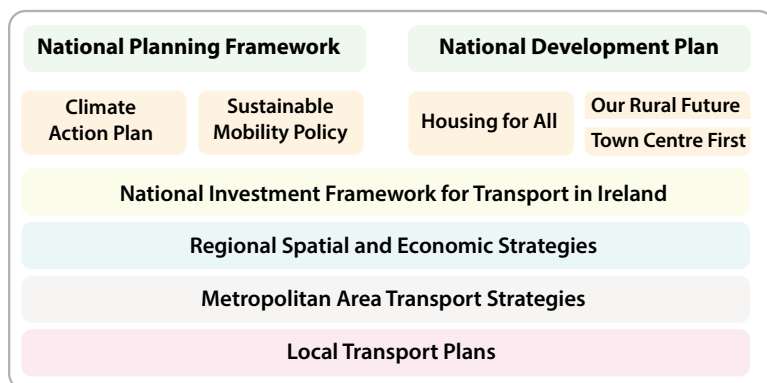 National Planning Framework
National Development Plan
Climate
Action Plan
Sustainable
Mobility Policy
Housing for All
Our Rural Future
Town Centre First
National Investment Framework for Transport in Ireland
Regional Spatial and Economic Strategies
Metropolitan Area Transport Strategies
Local Transport Plans